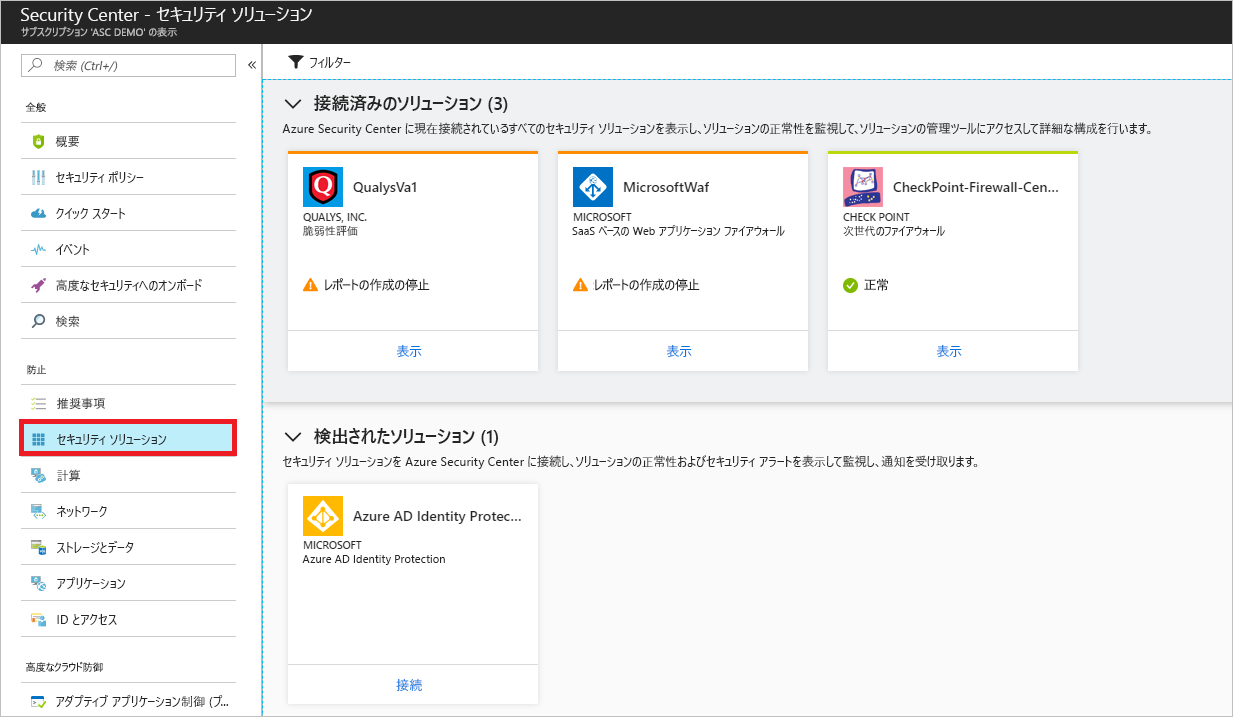 Security Center - セキュリティ ソリューション
サブスクリプション 'ASC DEMO' の表示
検索 (Ctrl+/)
«
全般
概要
セキュリティ ポリシー
クイック スタート
イベント
高度なセキュリティへのオンボード
検索
防止
推奨事項
セキュリティ ソリューション
計算
ネットワーク
ストレージとデータ
アプリケーション
ID とアクセス
高度なクラウド防御
アダプティブ アプリケーション制御 (プ...
フィルター
接続済みのソリューション (3)
Azure Security Center に現在接続されているすべてのセキュリティ ソリューションを表示し、ソリューションの正常性を監視して、ソリューションの管理ツールにアクセスして詳細な構成を行います。
QualysVa1
QUALYS, INC.
脆弱性評価
レポートの作成の停止
表示
MicrosoftWaf
MICROSOFT
SaaS ベースの Web アプリケーション ファイアウォール
レポートの作成の停止
表示
CheckPoint-Firewall-Cen...
CHECK POINT
次世代のファイアウォール
正常
表示
検出されたソリューション (1)
セキュリティ ソリューションを Azure Security Center に接続し、ソリューションの正常性およびセキュリティ アラートを表示して監視し、通知を受け取ります。
Azure AD Identity Protec...
MICROSOFT
Azure AD Identity Protection
接続